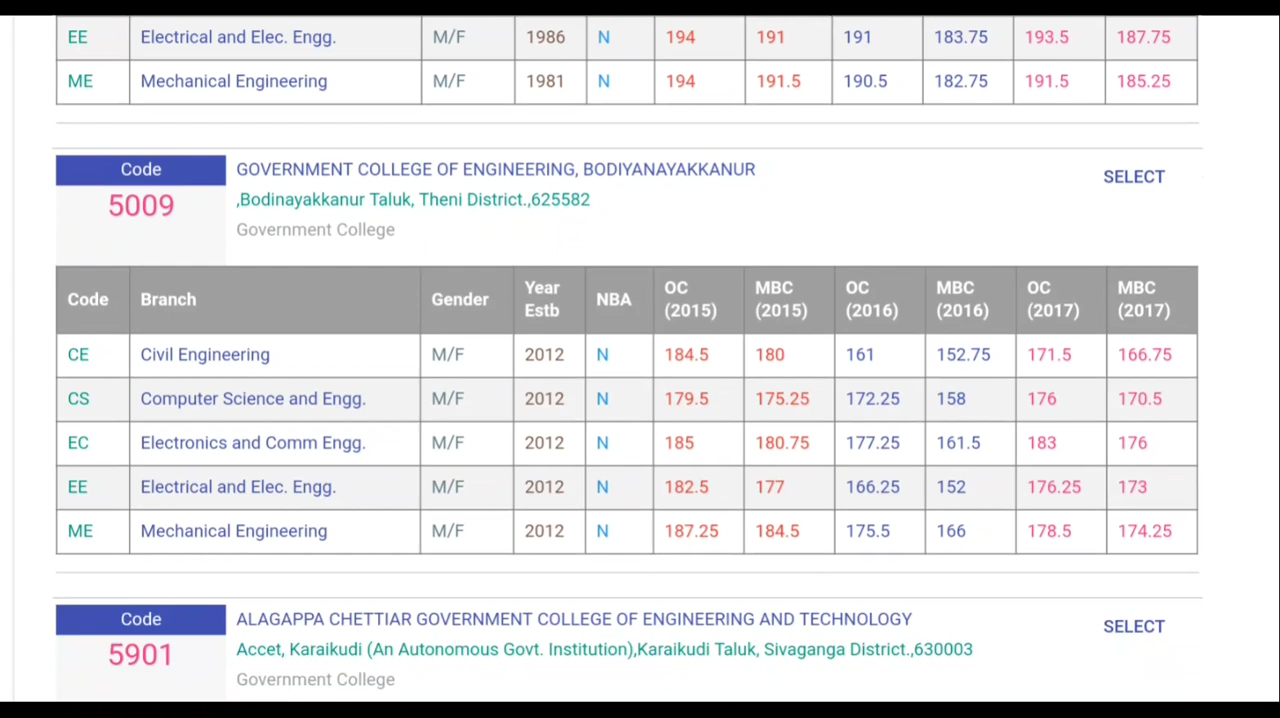 EE Electrical and Elec. Engg. M/F 1986 N 194 191 191 183.75 193.5 187.75
ME Mechanical Engineering M/F 1981 N 194 191.5 190.5 182.75 191.5 185.25
Code GOVERNMENT COLLEGE OF ENGINEERING, BODIYANAYAKKANUR SELECT
5009 ,Bodinayakkanur Taluk, Theni District.,625582
Government College
Code Branch Gender Year Estb NBA OC (2015) MBC (2015) OC (2016) MBC (2016) OC (2017) MBC (2017)
CE Civil Engineering M/F 2012 N 184.5 180 161 152.75 171.5 166.75
CS Computer Science and Engg. M/F 2012 N 179.5 175.25 172.25 158 176 170.5
EC Electronics and Comm Engg. M/F 2012 N 185 180.75 177.25 161.5 183 176
EE Electrical and Elec. Engg. M/F 2012 N 182.5 177 166.25 152 176.25 173
ME Mechanical Engineering M/F 2012 N 187.25 184.5 175.5 166 178.5 174.25
Code ALAGAPPA CHETTIAR GOVERNMENT COLLEGE OF ENGINEERING AND TECHNOLOGY SELECT
5901 Accet, Karaikudi (An Autonomous Govt. Institution),Karaikudi Taluk, Sivaganga District.,630003
Government College